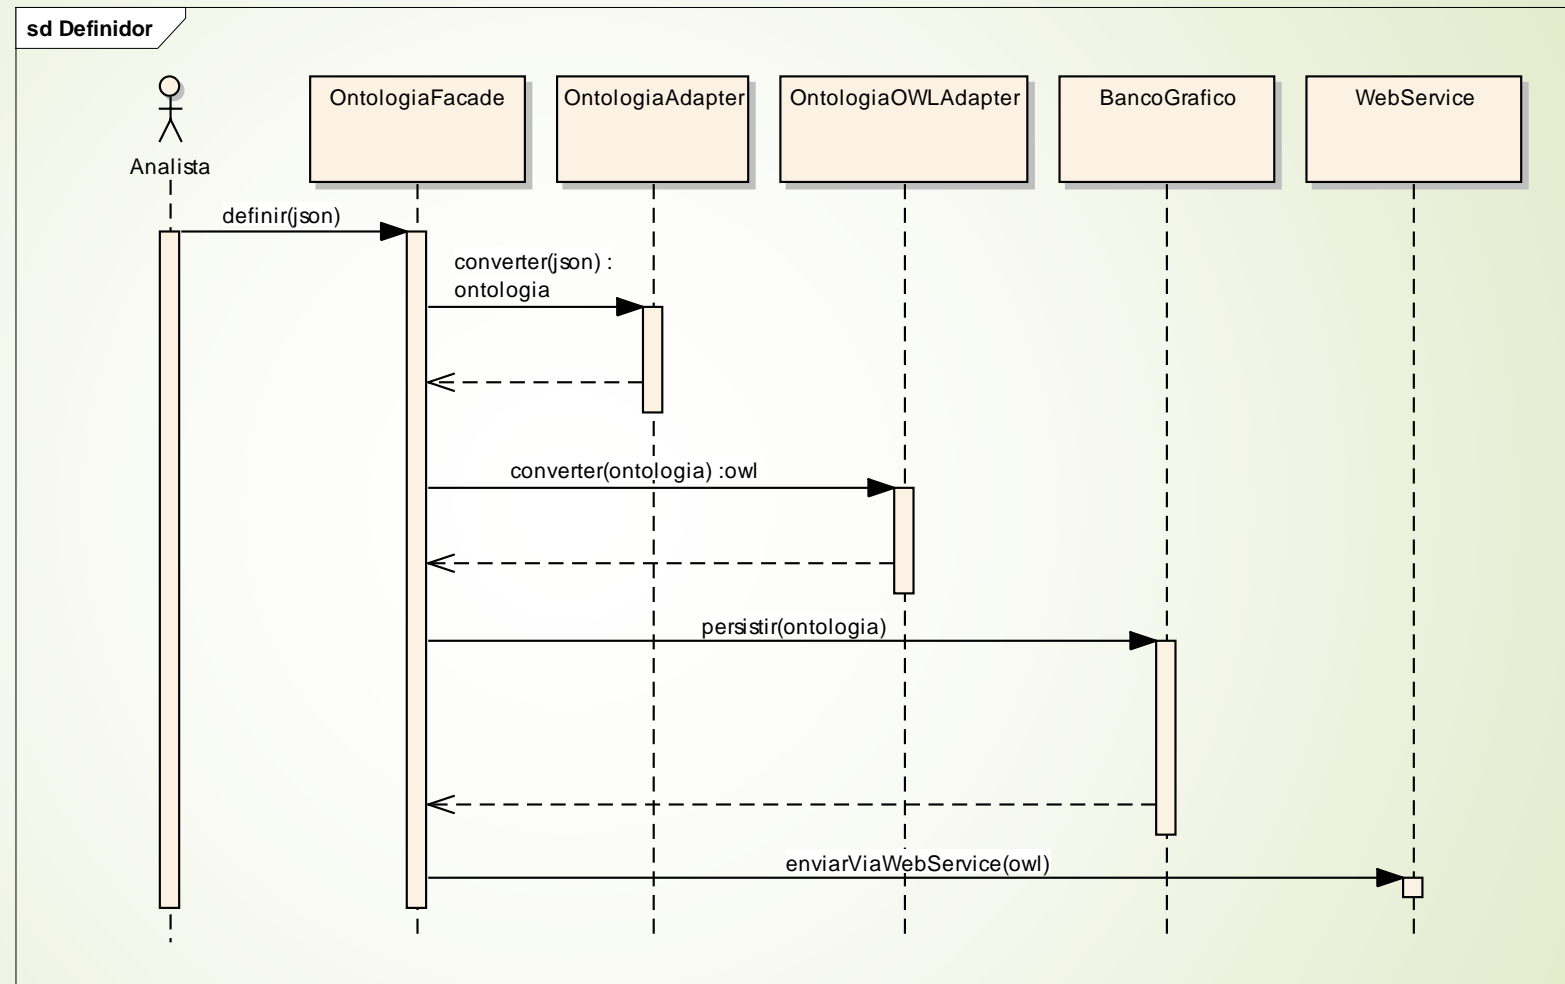 sd Definidor
OntologiaFacade
OntologiaAdapter
OntologiaOWLAdapter
BancoGrafico
WebService
Analista
definir(json)
converter(json) :
ontologia
converter(ontologia) :owl
persistir(ontologia)
enviarViaWebService(owl)